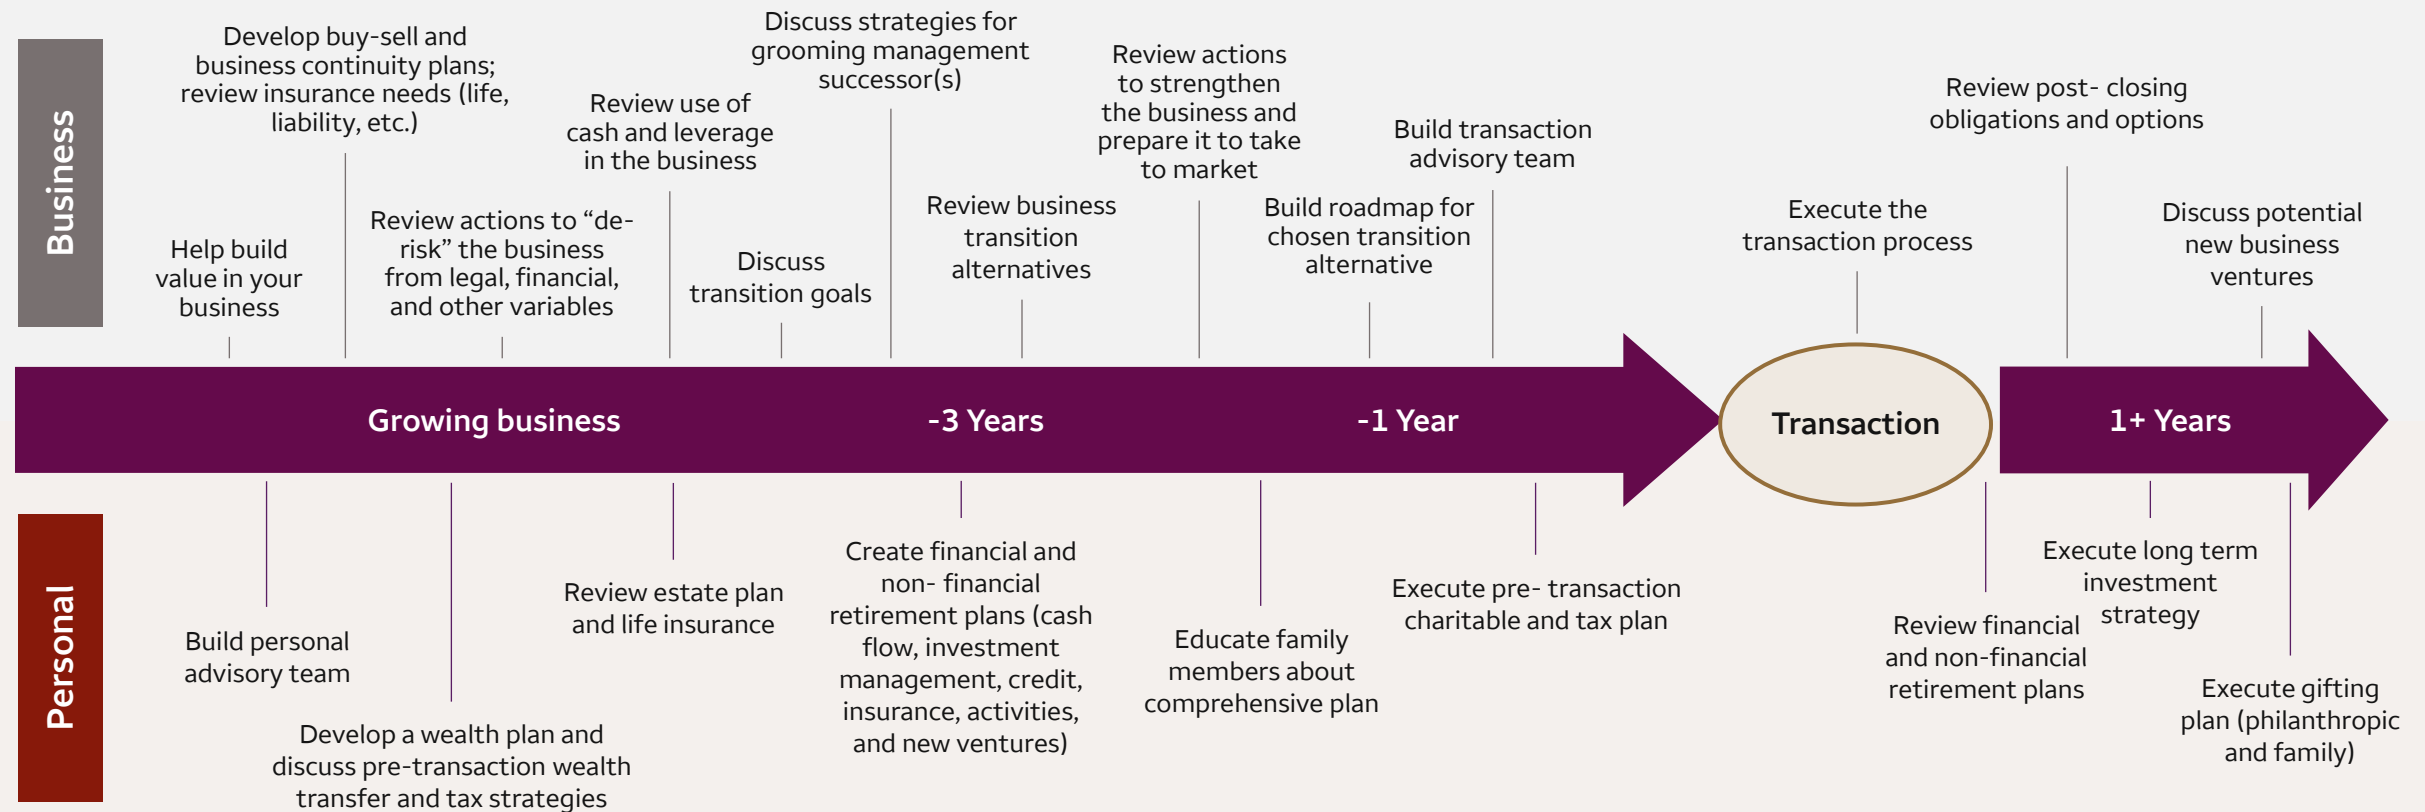 Business
Help build
value in your
business
Develop buy-sell and
business continuity plans;
review insurance needs (life,
liability, etc.)
Review actions to “de-
risk” the business
from legal, financial,
and other variables
Review use of
cash and leverage
in the business
Discuss
transition goals
Discuss strategies for
grooming management
successor(s)
Review business
transition
alternatives
Review actions
to strengthen
the business and
prepare it to take
to market
Build roadmap for
chosen transition
alternative
Build transaction
advisory team
Execute the
transaction process
Review post- closing
obligations and options
Discuss potential
new business
ventures
Growing business
-3 Years
-1 Year
Transaction
1+ Years
Personal
Build personal
advisory team
Develop a wealth plan and
discuss pre-transaction wealth
transfer and tax strategies
Review estate plan
and life insurance
Create financial and
non- financial
retirement plans (cash
flow, investment
management, credit,
insurance, activities,
and new ventures)
Educate family
members about
comprehensive plan
Execute pre- transaction
charitable and tax plan
Review financial
and non-financial
retirement plans
Execute long term
investment
strategy
Execute gifting
plan (philanthropic
and family)